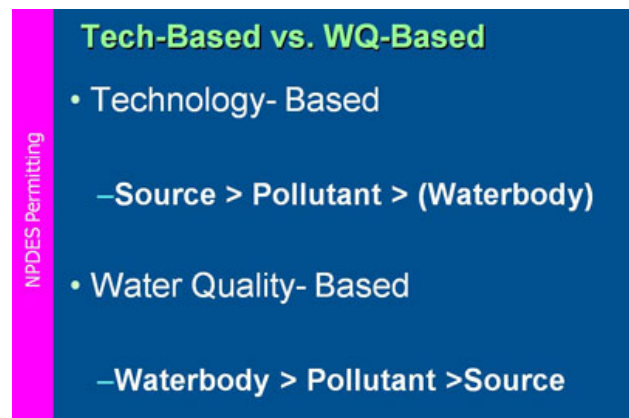 Tech-Based vs. WQ-Based
• Technology- Based
–Source > Pollutant > (Waterbody)
• Water Quality- Based
–Waterbody > Pollutant >Source
NPDES Permitting